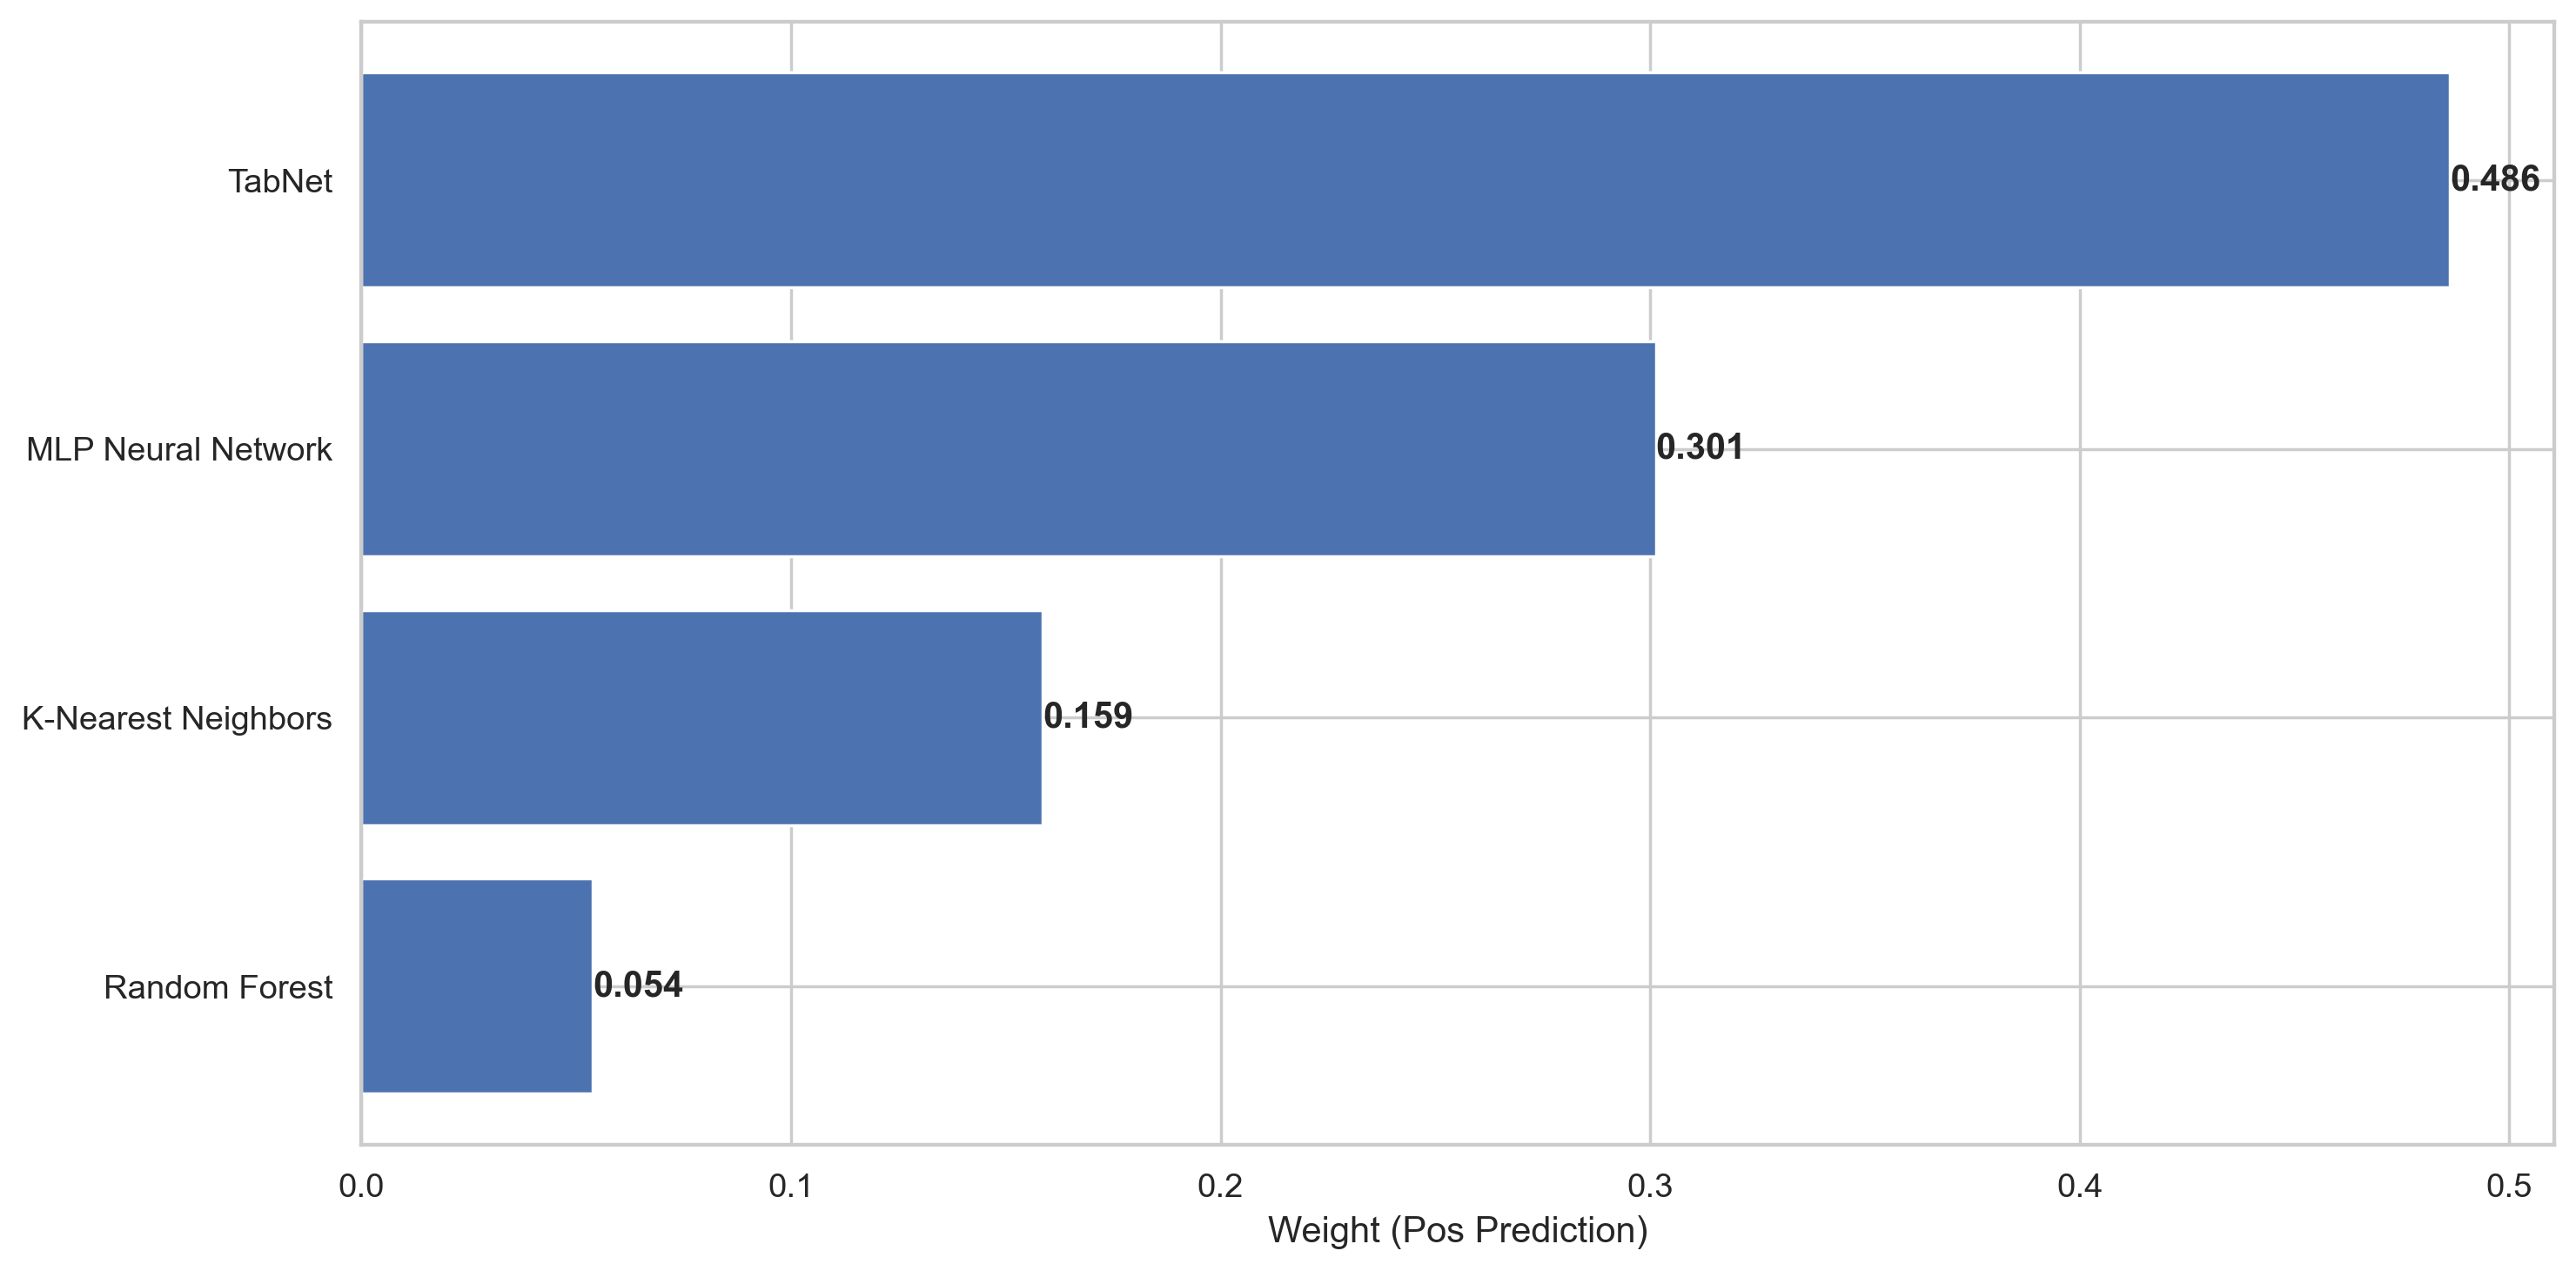 TabNet
0.486
MLP Neural Network
0.301
K-Nearest Neighbors
0.159
Random Forest
0.054
0.0 0.1 0.2 0.3 0.4 0.5
Weight (Pos Prediction)